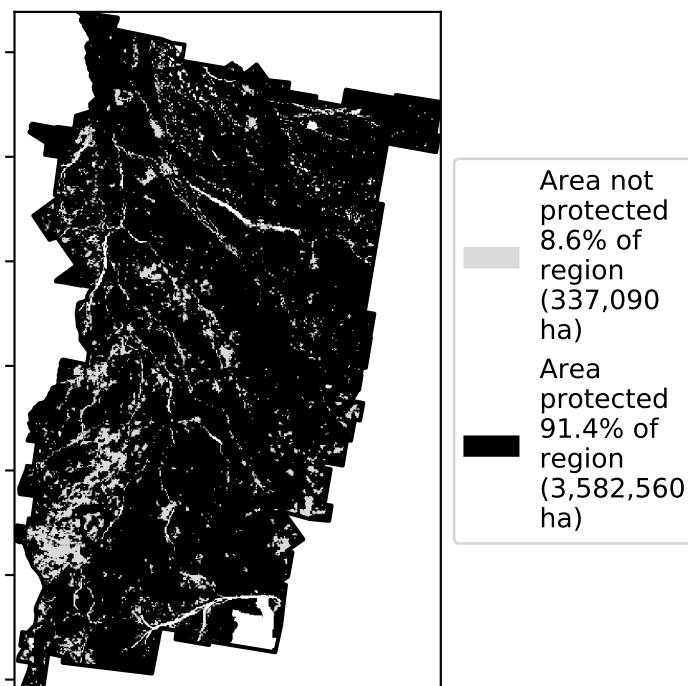 Area not
protected
8.6% of
region
(337,090
ha)
Area
protected
91.4% of
region
(3,582,560
ha)